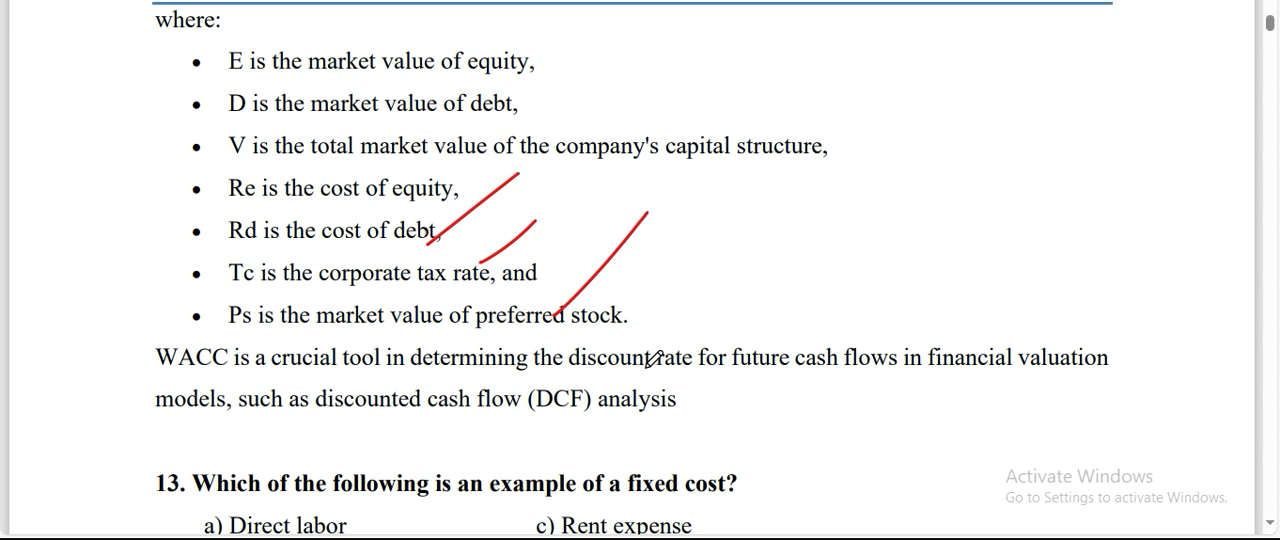 where:
• E is the market value of equity,
• D is the market value of debt,
• V is the total market value of the company's capital structure,
• Re is the cost of equity,
• Rd is the cost of debt,
• Tc is the corporate tax rate, and
• Ps is the market value of preferred stock.
WACC is a crucial tool in determining the discount rate for future cash flows in financial valuation
models, such as discounted cash flow (DCF) analysis
13. Which of the following is an example of a fixed cost?
a) Direct labor c) Rent expense
Activate Windows
Go to Settings to activate Windows.